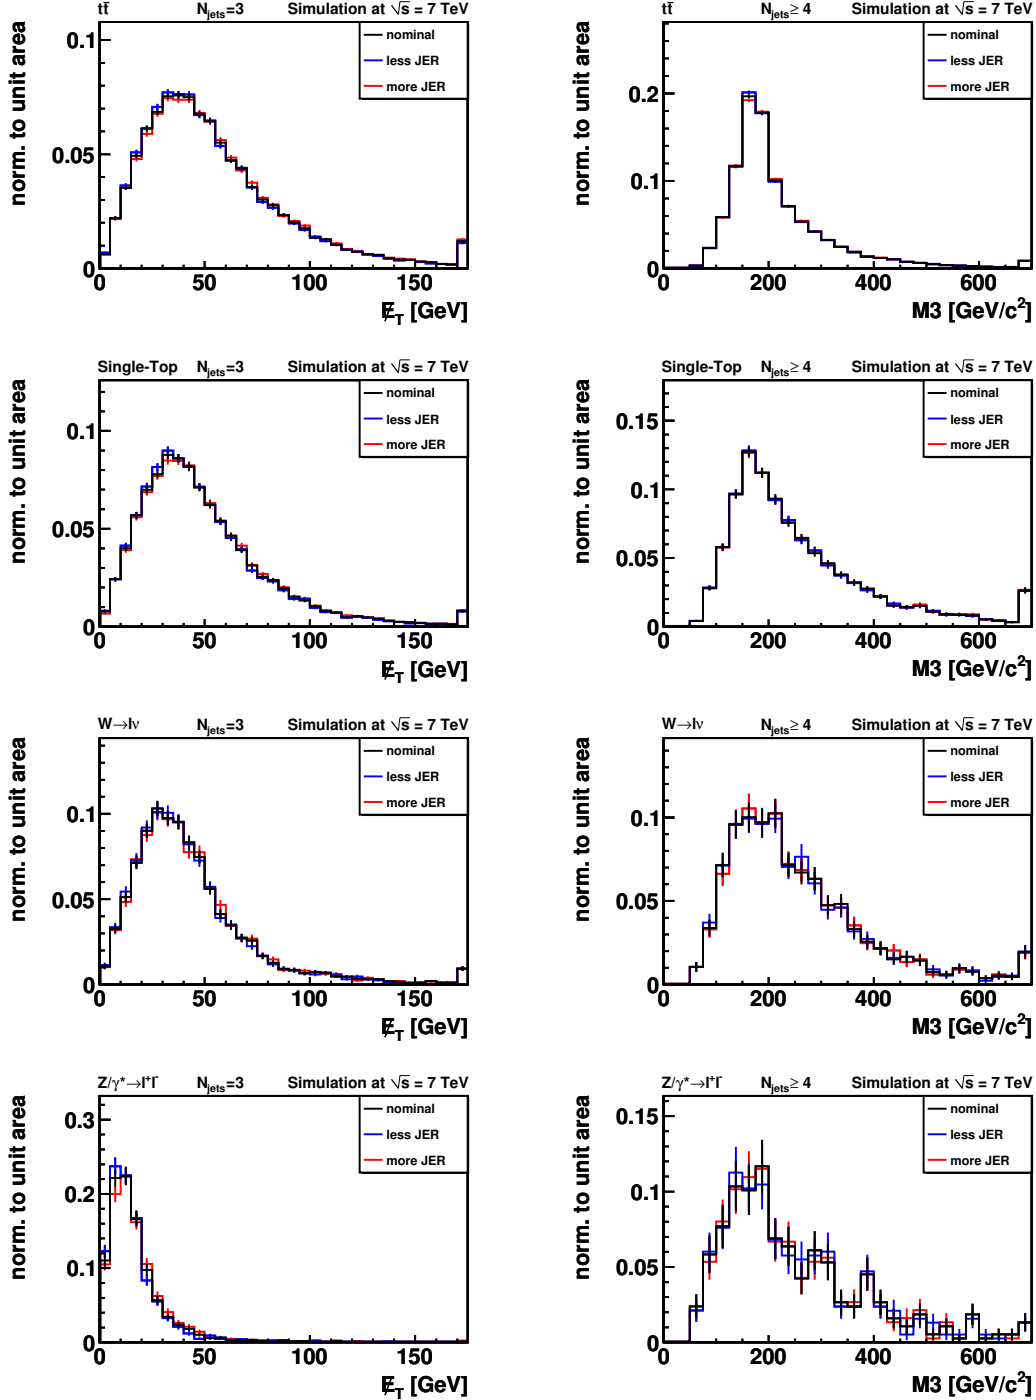 tt̄ N_jets=3 Simulation at √s = 7 TeV
norm. to unit area
nominal
less JER
more JER
0.1
0.05
0
0 50 100 150
E̸_T [GeV]
tt̄ N_jets≥ 4 Simulation at √s = 7 TeV
norm. to unit area
nominal
less JER
more JER
0.2
0.1
0
0 200 400 600
M3 [GeV/c²]
Single-Top N_jets=3 Simulation at √s = 7 TeV
norm. to unit area
nominal
less JER
more JER
0.1
0.05
0
0 50 100 150
E̸_T [GeV]
Single-Top N_jets≥ 4 Simulation at √s = 7 TeV
norm. to unit area
nominal
less JER
more JER
0.15
0.1
0.05
0
0 200 400 600
M3 [GeV/c²]
W→lν N_jets=3 Simulation at √s = 7 TeV
norm. to unit area
nominal
less JER
more JER
0.1
0.05
0
0 50 100 150
E̸_T [GeV]
W→lν N_jets≥ 4 Simulation at √s = 7 TeV
norm. to unit area
nominal
less JER
more JER
0.1
0.05
0
0 200 400 600
M3 [GeV/c²]
Z/γ*→l⁺l⁻ N_jets=3 Simulation at √s = 7 TeV
norm. to unit area
nominal
less JER
more JER
0.3
0.2
0.1
0
0 50 100 150
E̸_T [GeV]
Z/γ*→l⁺l⁻ N_jets≥ 4 Simulation at √s = 7 TeV
norm. to unit area
nominal
less JER
more JER
0.15
0.1
0.05
0
0 200 400 600
M3 [GeV/c²]